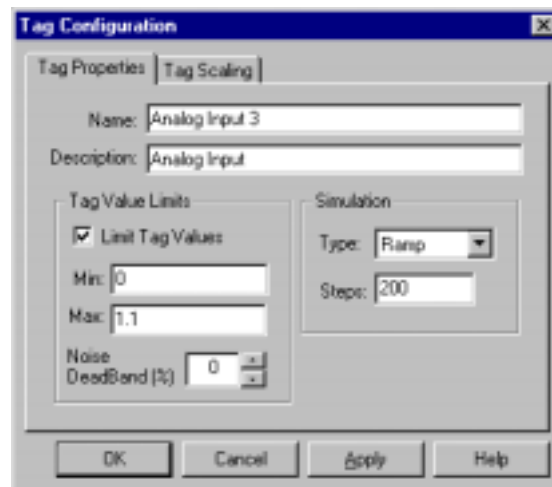 Tag Configuration
Tag Properties
Tag Scaling
Name: Analog Input 3
Description: Analog Input
Tag Value Limits
Limit Tag Values
Min: 0
Max: 1.1
Noise
DeadBand (%) 0
Simulation
Type: Ramp
Steps: 200
OK Cancel Apply Help